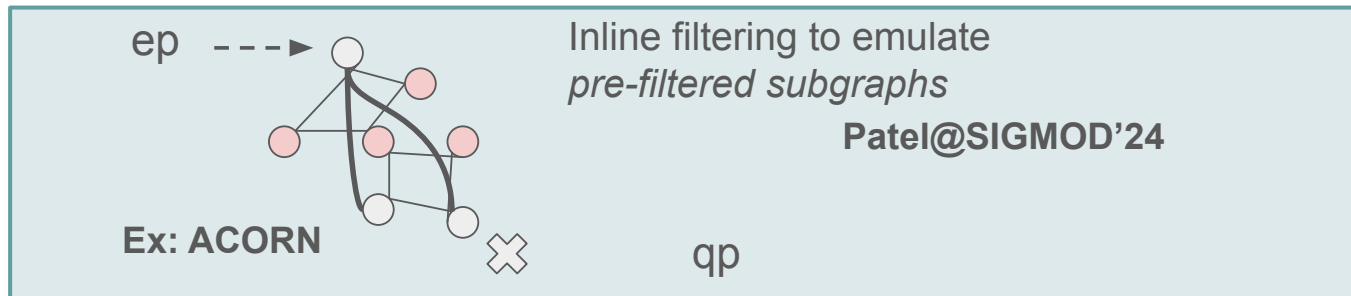 ep
Inline filtering to emulate
pre-filtered subgraphs
Patel@SIGMOD’24
Ex: ACORN
qp